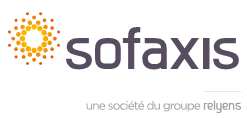 sofaxis
une société du groupe relyens